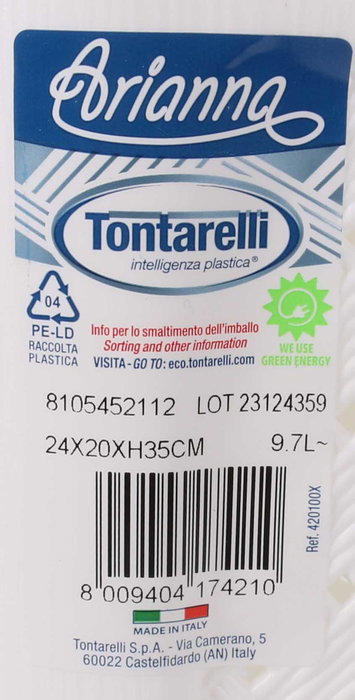 Arianna
Tontarelli
intelligenza plastica®
04
PE-LD
RACCOLTA
PLASTICA
Info per lo smaltimento dell'imballo
Sorting and other information
VISITA - GO TO: eco.tontarelli.com
WE USE
GREEN ENERGY
8105452112 LOT 23124359
24X20XH35CM 9.7L~
Ref. 420100X
8 009404 174210
MADE IN ITALY
Tontarelli S.p.A. - Via Camerano, 5
60022 Castelfidardo (AN) Italy